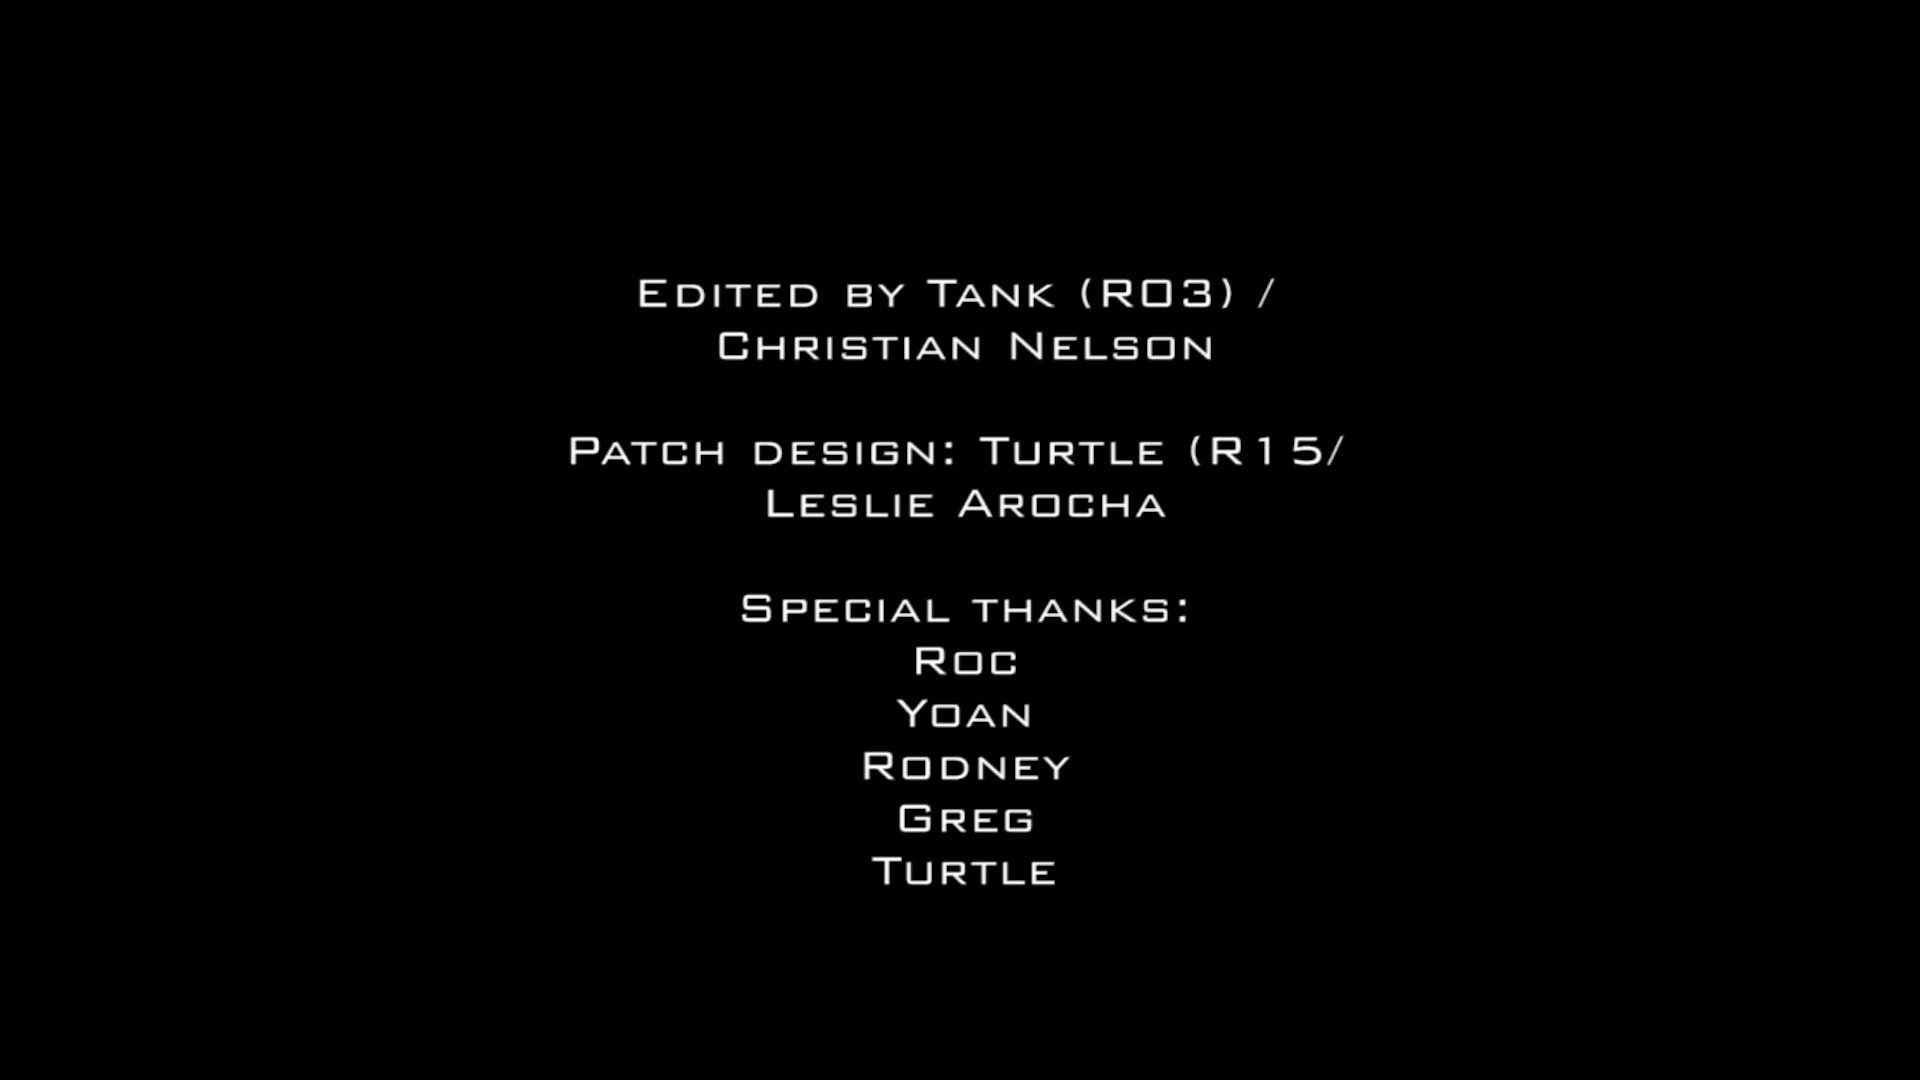 Edited by Tank (R03) /
Christian Nelson
Patch design: Turtle (R15/
Leslie Arocha
Special thanks:
Roc
Yoan
Rodney
Greg
Turtle